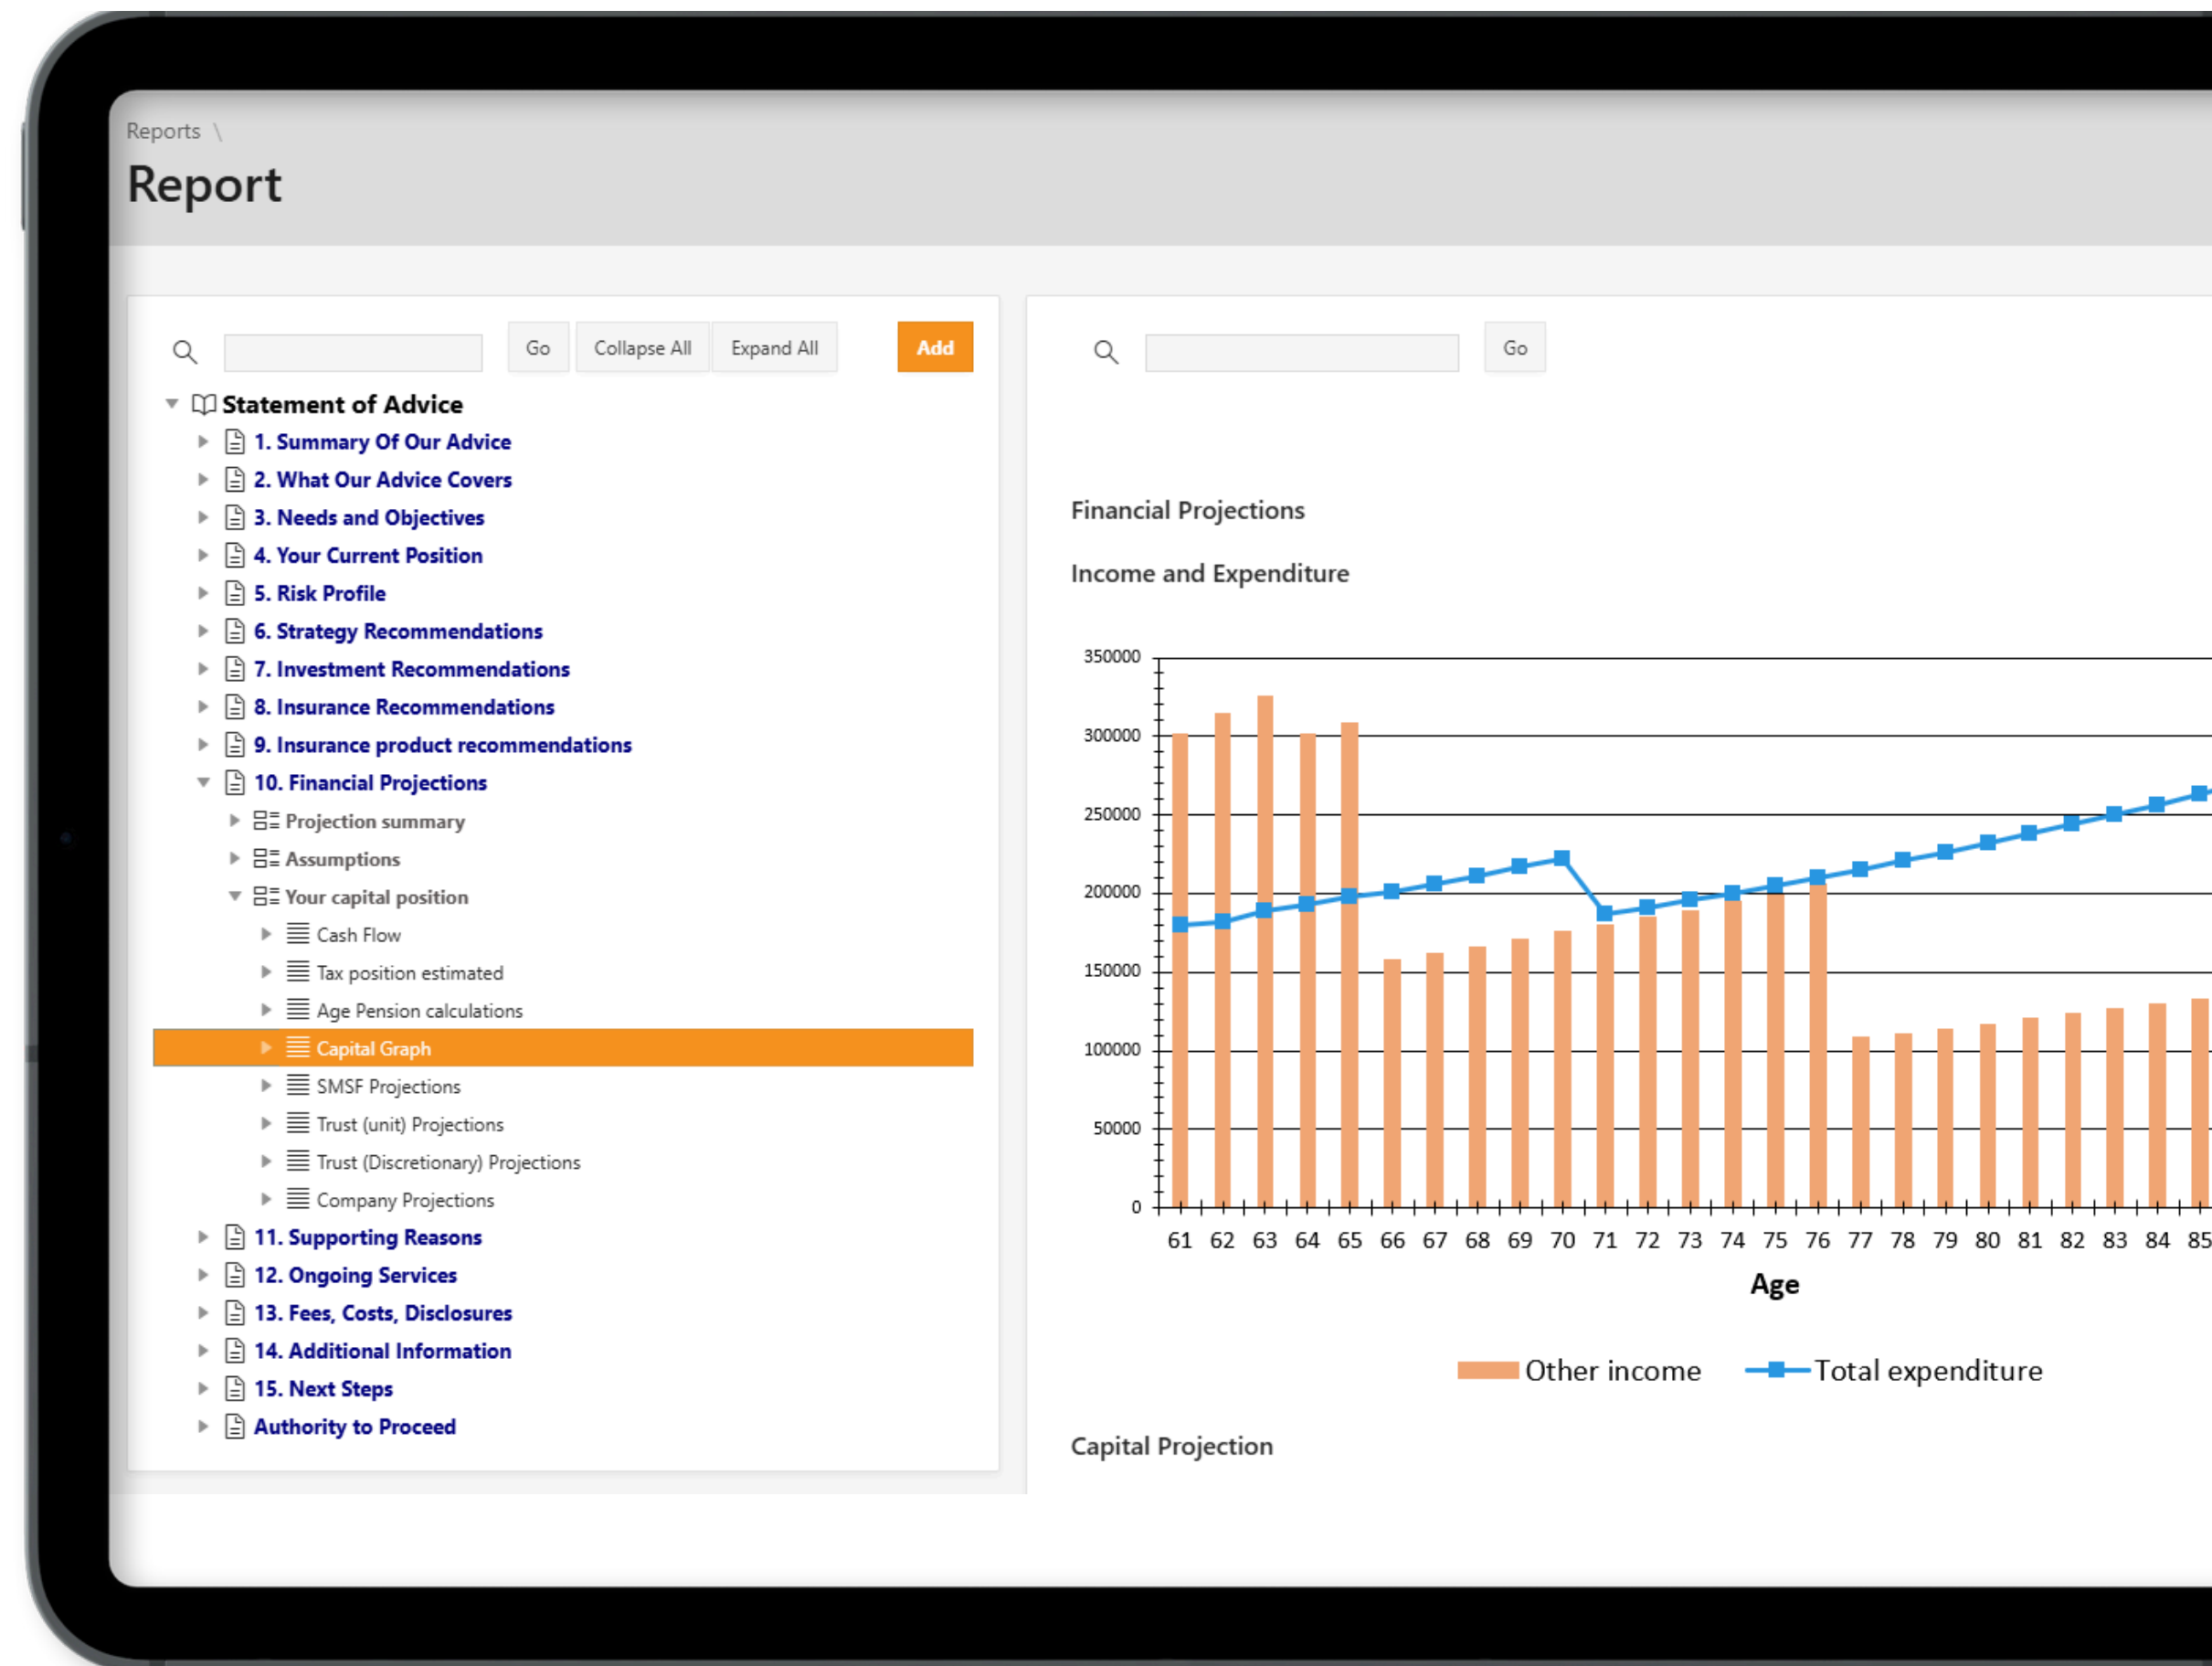 Reports \
Report
Go
Collapse All
Expand All
Add
Statement of Advice
1. Summary Of Our Advice
2. What Our Advice Covers
3. Needs and Objectives
4. Your Current Position
5. Risk Profile
6. Strategy Recommendations
7. Investment Recommendations
8. Insurance Recommendations
9. Insurance product recommendations
10. Financial Projections
Projection summary
Assumptions
Your capital position
Cash Flow
Tax position estimated
Age Pension calculations
Capital Graph
SMSF Projections
Trust (unit) Projections
Trust (Discretionary) Projections
Company Projections
11. Supporting Reasons
12. Ongoing Services
13. Fees, Costs, Disclosures
14. Additional Information
15. Next Steps
Authority to Proceed
Go
Financial Projections
Income and Expenditure
350000
300000
250000
200000
150000
100000
50000
0
61 62 63 64 65 66 67 68 69 70 71 72 73 74 75 76 77 78 79 80 81 82 83 84 85
Age
Other income
Total expenditure
Capital Projection